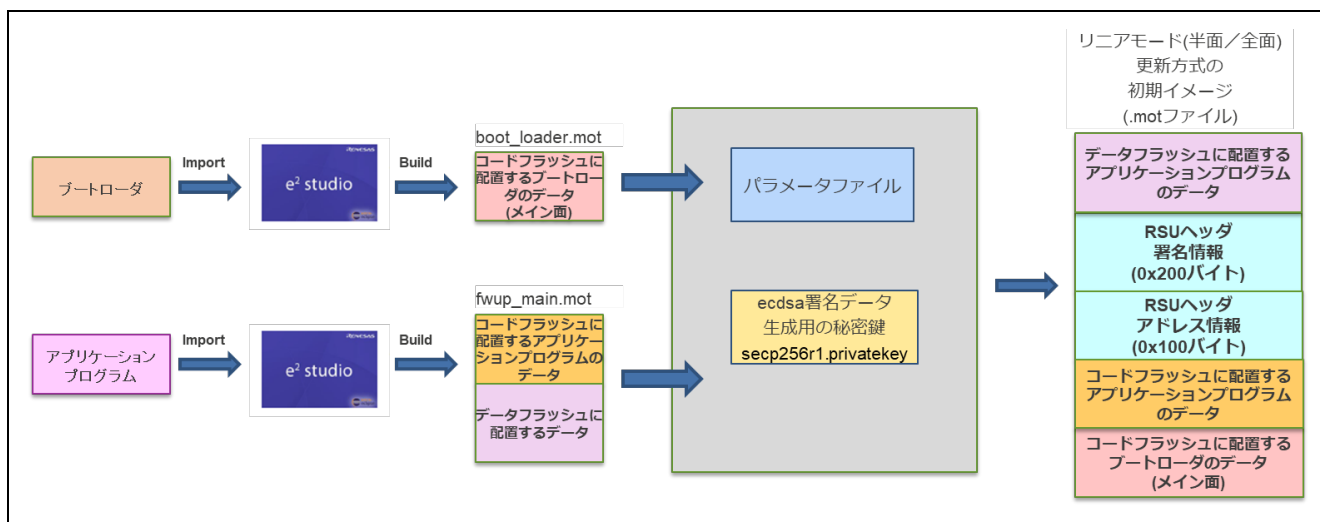 リニアモード(半面／全面)
更新方式の
初期イメージ
(.motファイル)
ブートローダ
Import
RENESAS
e² studio
Build
boot_loader.mot
コードフラッシュに
配置するブートロー
ダのデータ
(メイン面)
パラメータファイル
アプリケーション
プログラム
Import
RENESAS
e² studio
Build
fwup_main.mot
コードフラッシュに
配置するアプリケー
ションプログラムの
データ
データフラッシュに
配置するデータ
ecdsa署名データ
生成用の秘密鍵
secp256r1.privatekey
データフラッシュに配置する
アプリケーションプログラム
のデータ
RSUヘッダ
署名情報
(0x200バイト)
RSUヘッダ
アドレス情報
(0x100バイト)
コードフラッシュに配置する
アプリケーションプログラム
のデータ
コードフラッシュに配置する
ブートローダのデータ
(メイン面)